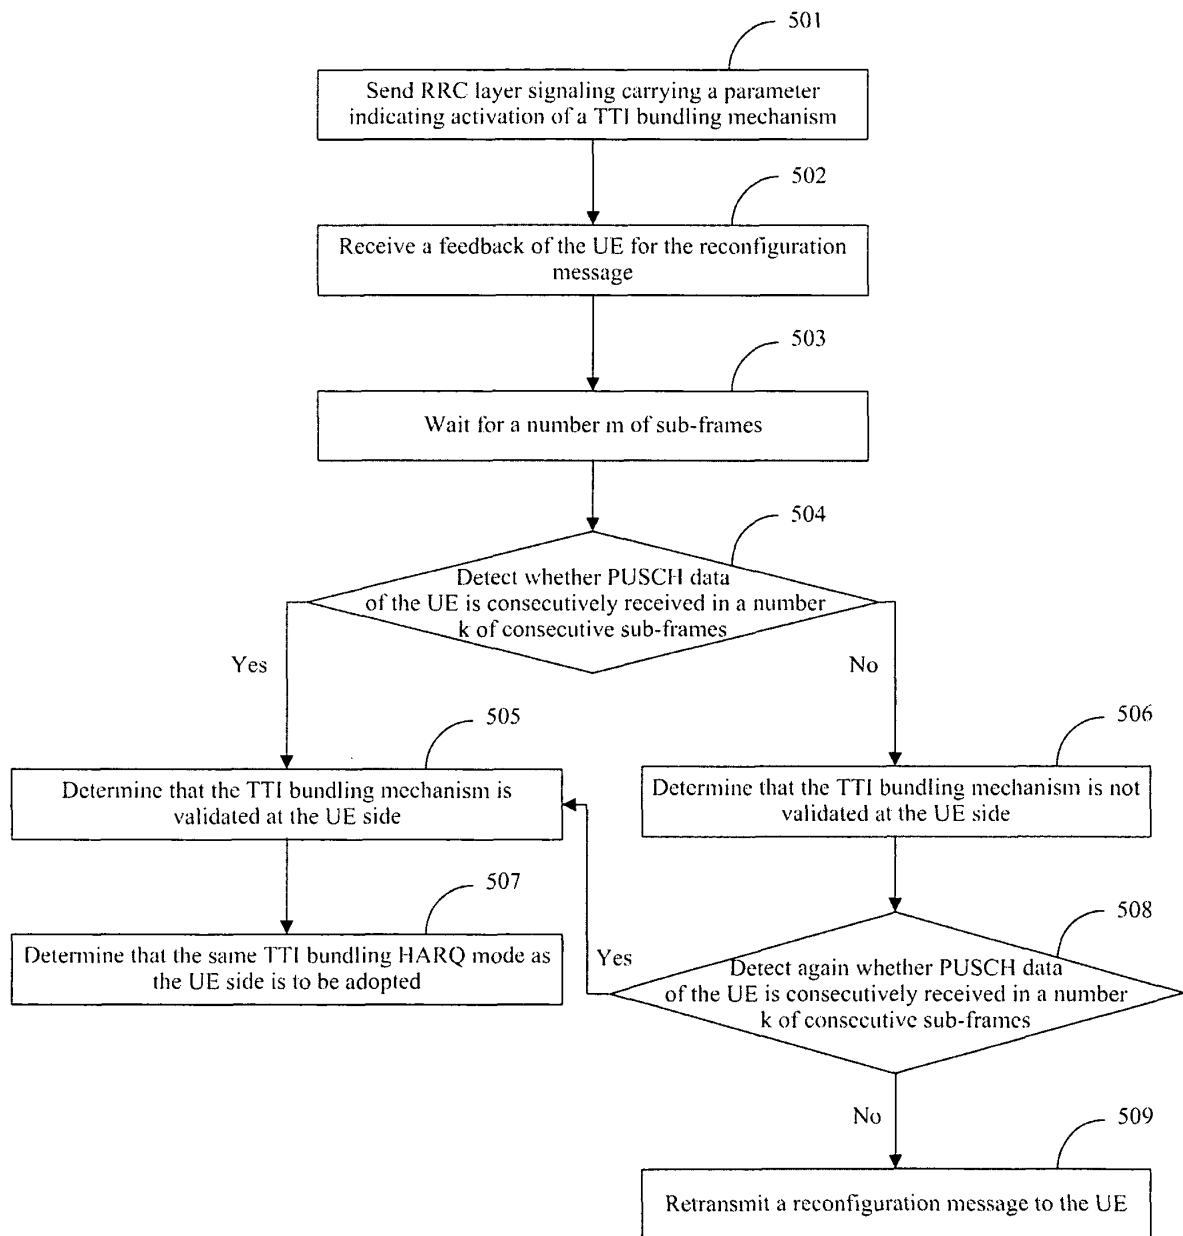 501
Send RRC layer signaling carrying a parameter
indicating activation of a TTI bundling mechanism
502
Receive a feedback of the UE for the reconfiguration
message
503
Wait for a number m of sub-frames
504
Detect whether PUSCH data
of the UE is consecutively received in a number
k of consecutive sub-frames
Yes
No
505
Determine that the TTI bundling mechanism is
validated at the UE side
506
Determine that the TTI bundling mechanism is not
validated at the UE side
507
Determine that the same TTI bundling HARQ mode as
the UE side is to be adopted
508
Yes
Detect again whether PUSCH data
of the UE is consecutively received in a number
k of consecutive sub-frames
No
509
Retransmit a reconfiguration message to the UE